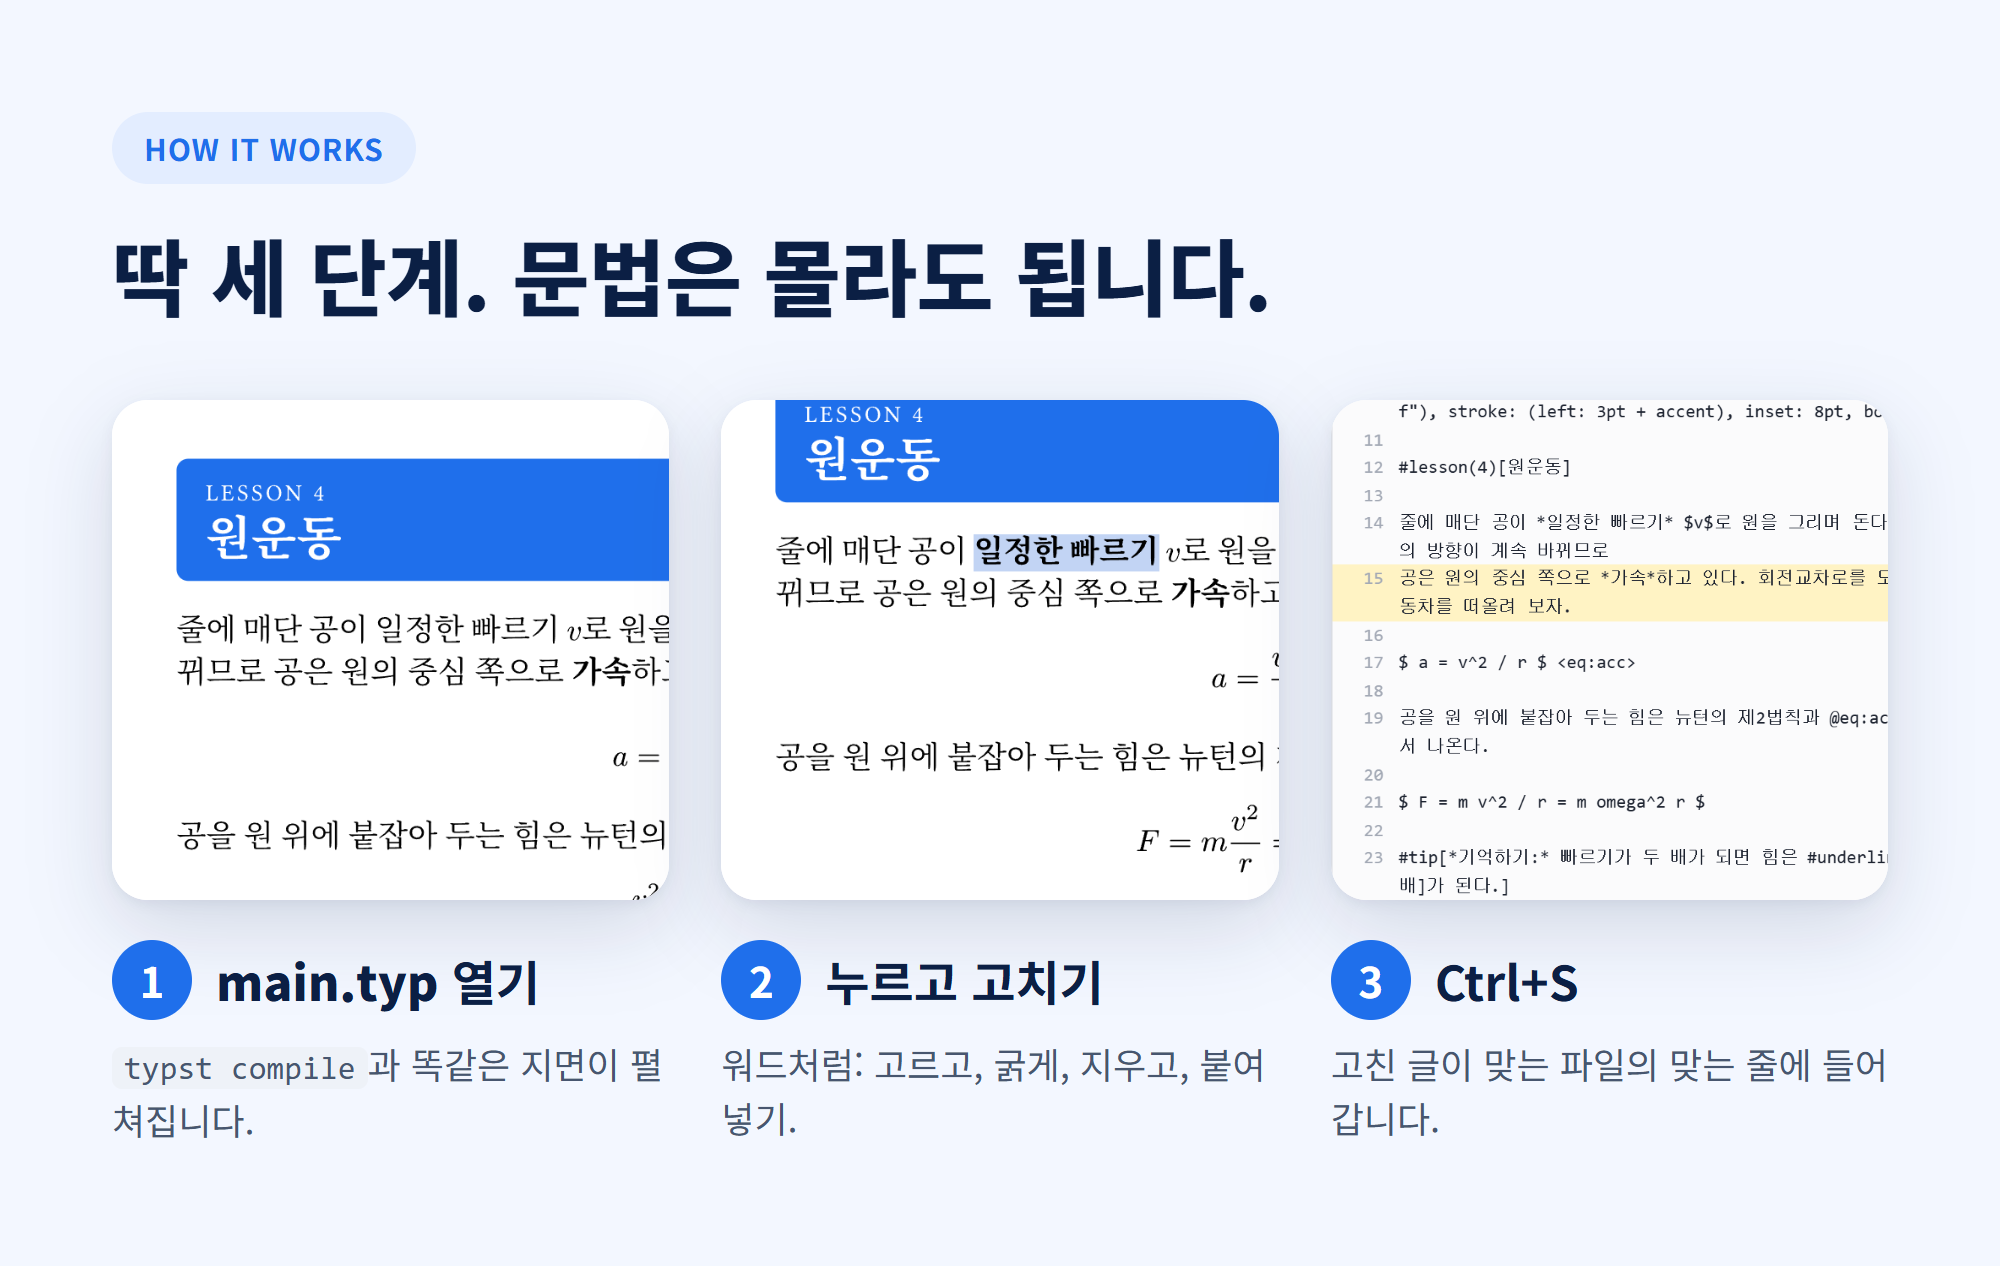 HOW IT WORKS
딱 세 단계. 문법은 몰라도 됩니다.
LESSON 4
원운동
줄에 매단 공이 일정한 빠르기 v로 원을
뀌므로 공은 원의 중심 쪽으로 가속하고
a =
공을 원 위에 붙잡아 두는 힘은 뉴턴의
LESSON 4
원운동
줄에 매단 공이 일정한 빠르기 v로 원을
뀌므로 공은 원의 중심 쪽으로 가속하고
a =
공을 원 위에 붙잡아 두는 힘은 뉴턴의
F = m v²/r =
f"), stroke: (left: 3pt + accent), inset: 8pt,
11
12 #lesson(4)[원운동]
13
14 줄에 매단 공이 *일정한 빠르기* $v$로 원을 그리며 돈다
의 방향이 계속 바뀌므로
15 공은 원의 중심 쪽으로 *가속*하고 있다. 회전교차로를 도
동차를 떠올려 보자.
16
17 $ a = v^2 / r $ <eq:acc>
18
19 공을 원 위에 붙잡아 두는 힘은 뉴턴의 제2법칙과 @eq:ac
서 나온다.
20
21 $ F = m v^2 / r = m omega^2 r $
22
23 #tip[*기억하기:* 빠르기가 두 배가 되면 힘은 #underli
배]가 된다.]
1 main.typ 열기
typst compile과 똑같은 지면이 펼
쳐집니다.
2 누르고 고치기
워드처럼: 고르고, 굵게, 지우고, 붙여
넣기.
3 Ctrl+S
고친 글이 맞는 파일의 맞는 줄에 들어
갑니다.